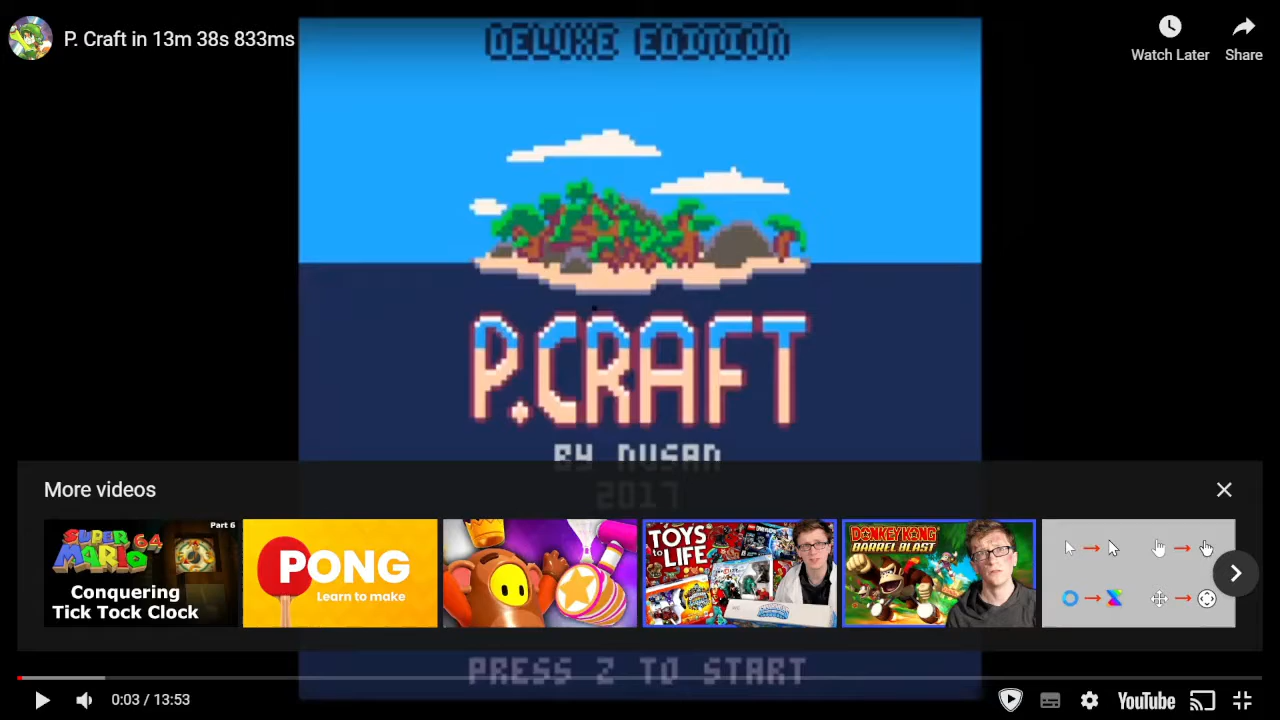 P. Craft in 13m 38s 833ms
Watch Later
Share
DELUXE EDITION
P.CRAFT
BY NUSAN
2017
More videos
SUPER MARIO 64
Part 6
Conquering
Tick Tock Clock
PONG
Learn to make
TOYS
to
LIFE
DONKEY KONG
BARREL BLAST
PRESS Z TO START
0:03 / 13:53
YouTube